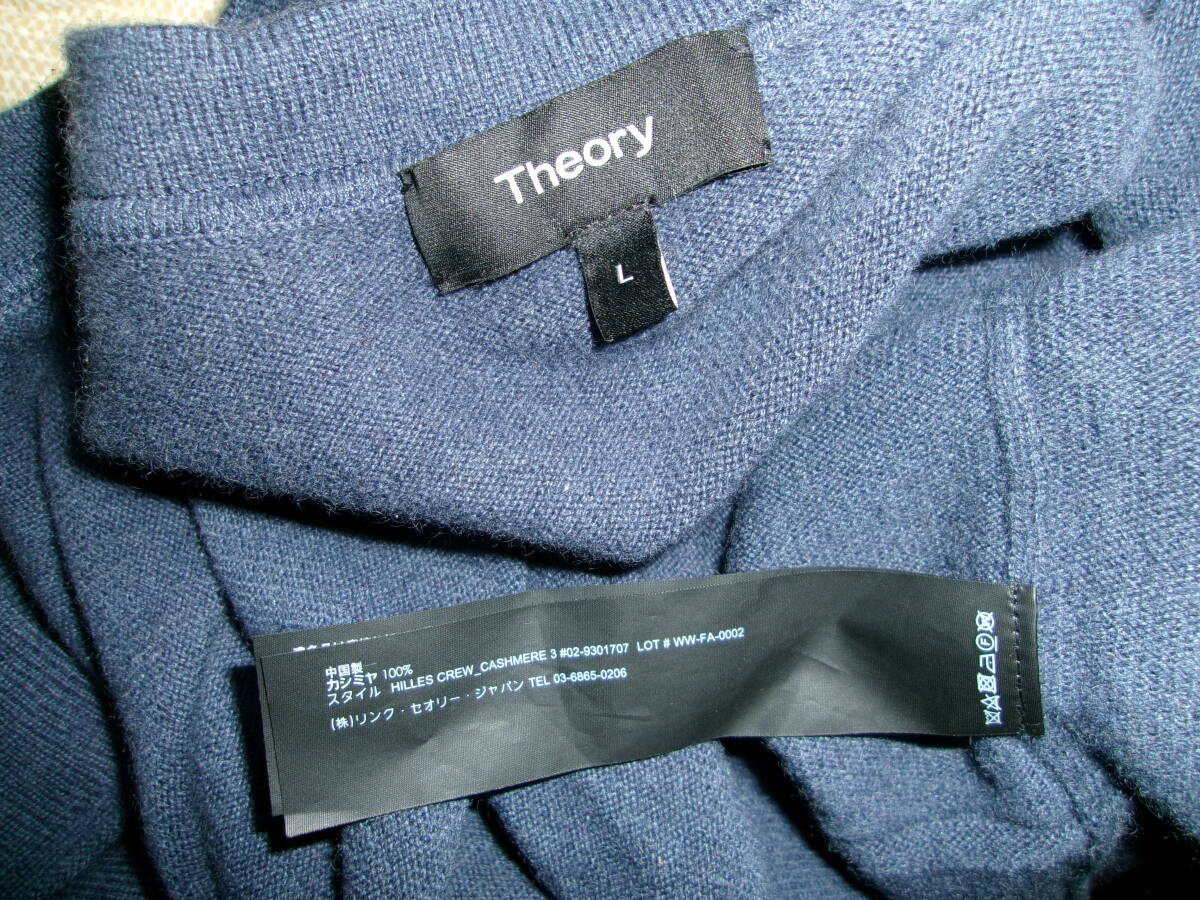 Theory
L
中国製
カシミヤ 100%
スタイル HILLES CREW_CASHMERE 3 #02-9301707 LOT # WW-FA-0002
(株)リンク・セオリー・ジャパン TEL 03-6865-0206